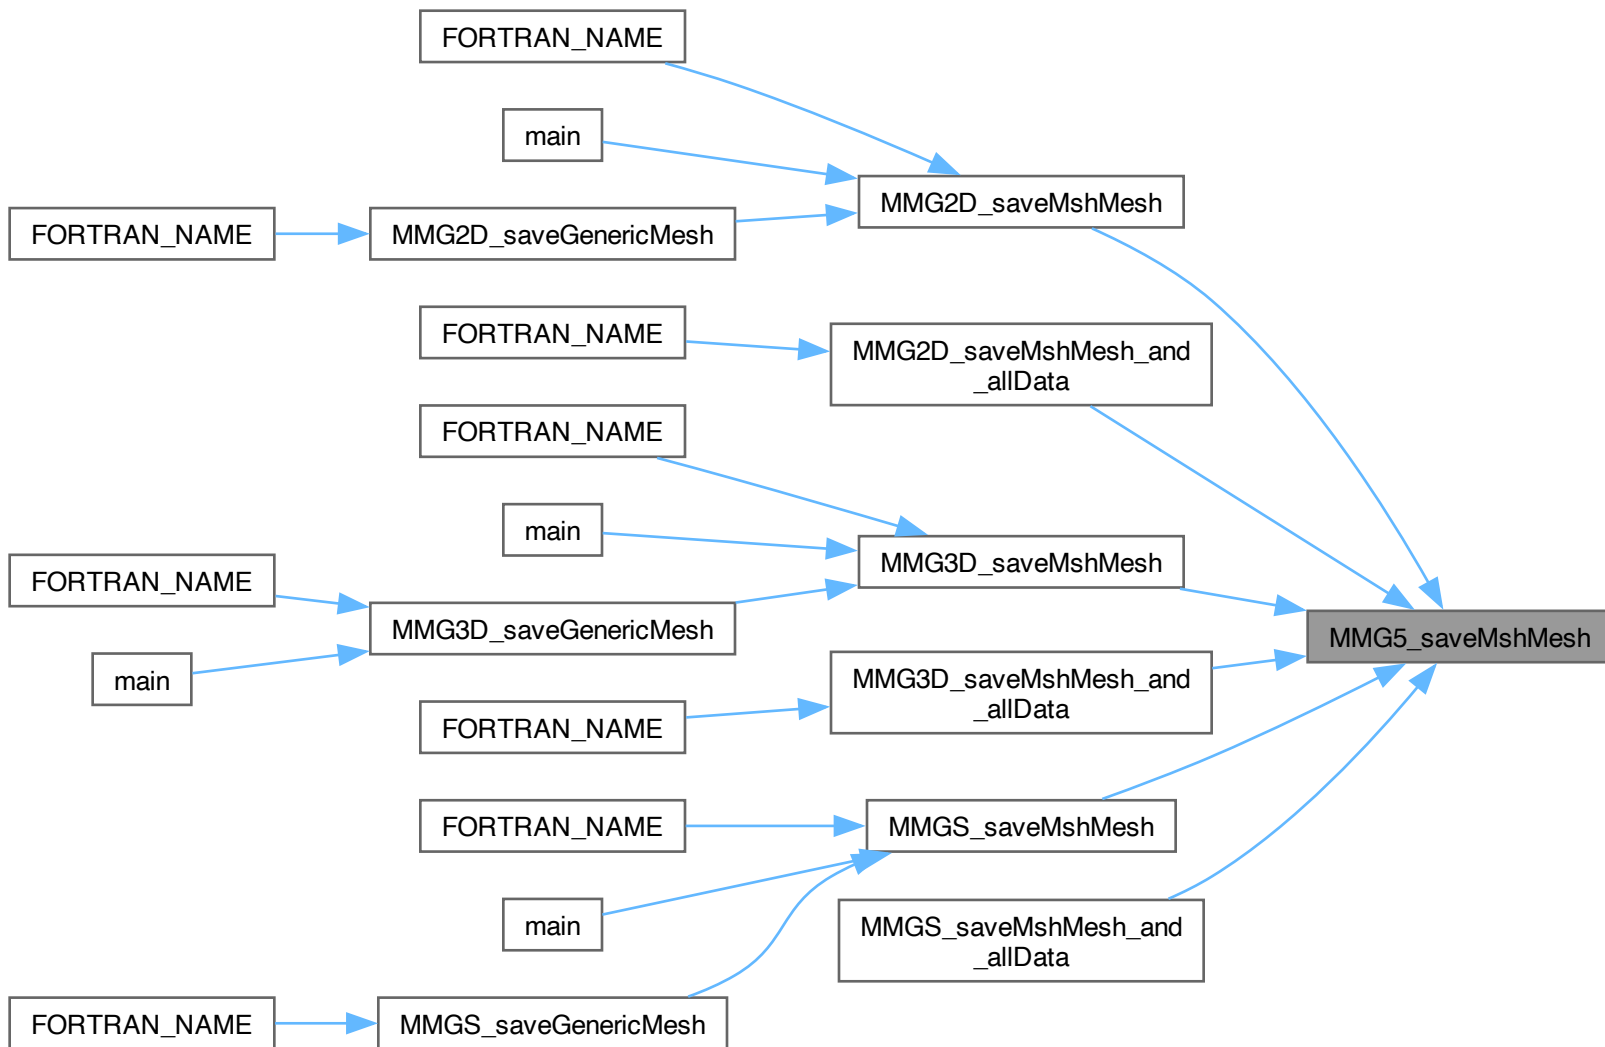 FORTRAN_NAME
main
MMG2D_saveMshMesh
FORTRAN_NAME
MMG2D_saveGenericMesh
FORTRAN_NAME
MMG2D_saveMshMesh_and
_allData
FORTRAN_NAME
main
MMG3D_saveMshMesh
FORTRAN_NAME
MMG3D_saveGenericMesh
MMG5_saveMshMesh
main
MMG3D_saveMshMesh_and
_allData
FORTRAN_NAME
FORTRAN_NAME
MMGS_saveMshMesh
main
MMGS_saveMshMesh_and
_allData
FORTRAN_NAME
MMGS_saveGenericMesh